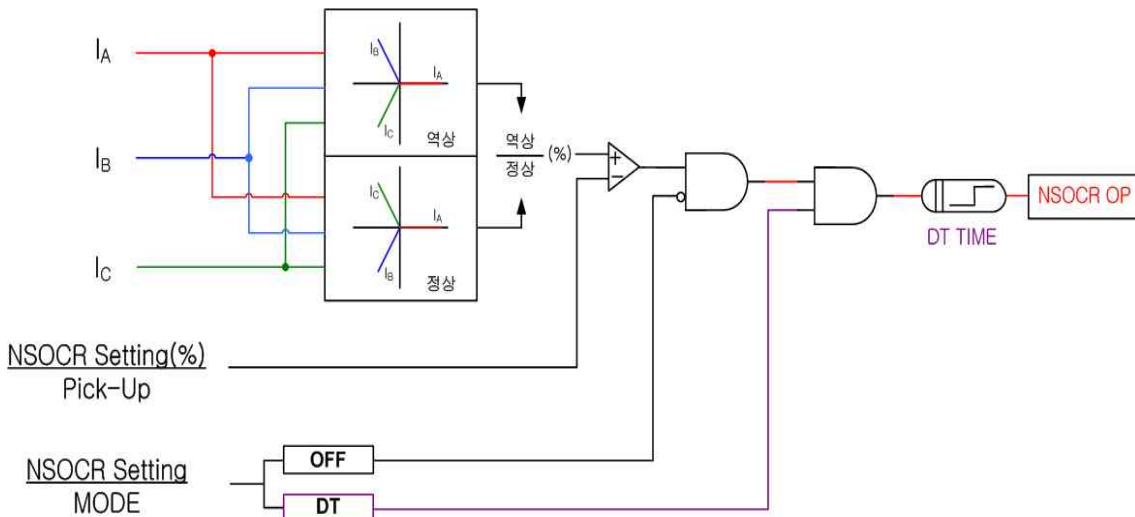 IA
IB
IC
IB
IA
IC
역상
IC
IA
IB
정상
역상
정상
(%)
+
−
DT TIME
NSOCR OP
NSOCR Setting(%)
Pick-Up
NSOCR Setting
MODE
OFF
DT